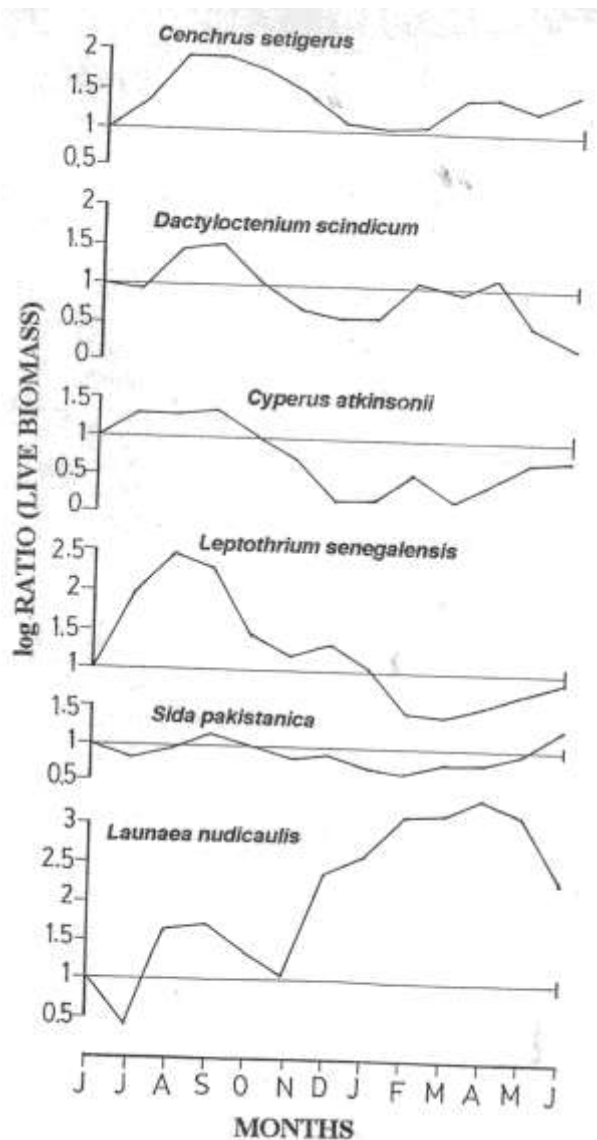 Cenchrus setigerus
2
1.5
1
0.5
Dactyloctenium scindicum
2
1.5
1
0.5
0
Cyperus atkinsonii
1.5
1
0.5
0
Leptothrium senegalensis
2.5
2
1.5
1
Sida pakistanica
1
0.5
Launaea nudicaulis
3
2.5
2
1.5
1
0.5
log RATIO (LIVE BIOMASS)
J J A S O N D J F M A M J
MONTHS